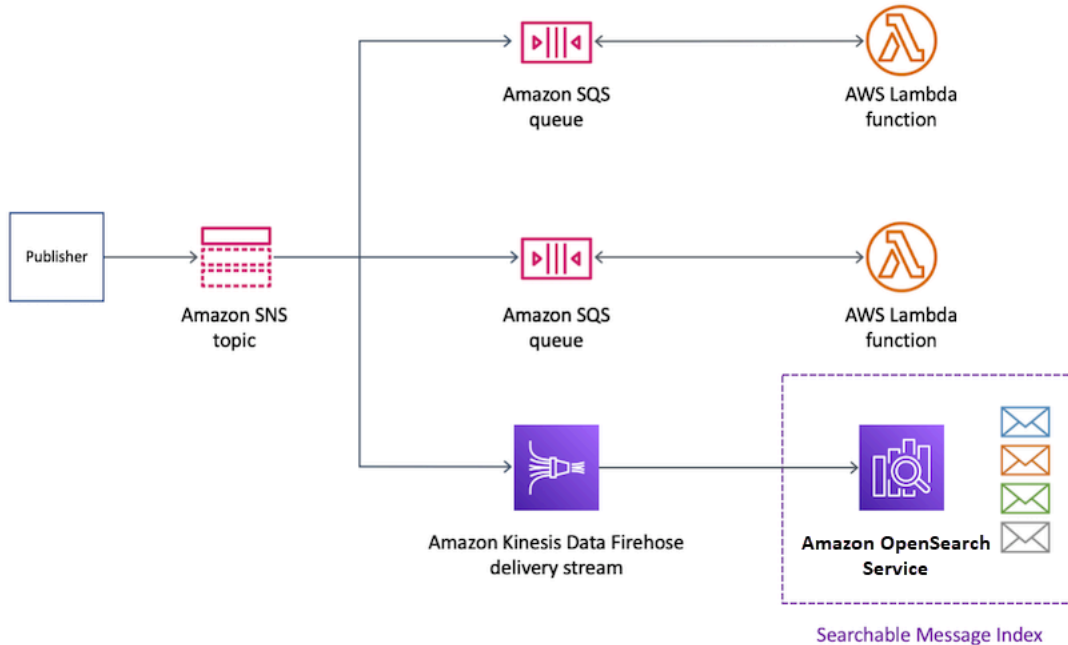 Amazon SQS
queue
AWS Lambda
function
Publisher
Amazon SNS
topic
Amazon SQS
queue
AWS Lambda
function
Amazon Kinesis Data Firehose
delivery stream
Amazon OpenSearch
Service
Searchable Message Index